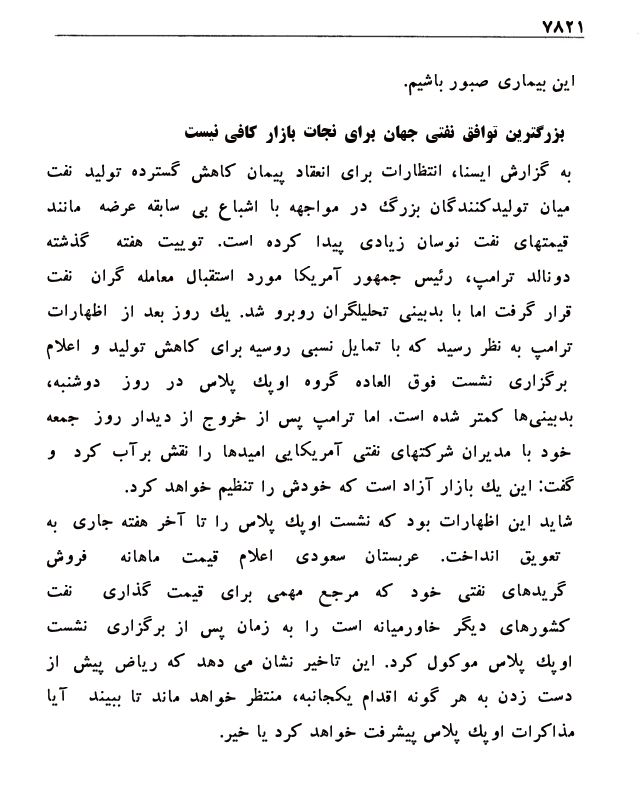 ۷۸۲۱
این بیماری صبور باشیم.
بزرگترین توافق نفتی جهان برای نجات بازار کافی نیست
به گزارش ایسنا، انتظارات برای انعقاد پیمان کاهش گسترده تولید نفت
میان تولیدکنندگان بزرگ در مواجهه با اشباع بی سابقه عرضه مانند
قیمتهای نفت نوسان زیادی پیدا کرده است. توییت هفته گذشته
دونالد ترامپ، رئیس جمهور آمریکا مورد استقبال معامله گران نفت
قرار گرفت اما با بدبینی تحلیلگران روبرو شد. یك روز بعد از اظهارات
ترامپ به نظر رسید که با تمایل نسبی روسیه برای کاهش تولید و اعلام
برگزاری نشست فوق العاده گروه اوپك پلاس در روز دوشنبه،
بدبینی‌ها کمتر شده است. اما ترامپ پس از خروج از دیدار روز جمعه
خود با مدیران شرکتهای نفتی آمریکایی امیدها را نقش برآب کرد و
گفت: این یك بازار آزاد است که خودش را تنظیم خواهد کرد.
شاید این اظهارات بود که نشست اوپك پلاس را تا آخر هفته جاری به
تعویق انداخت. عربستان سعودی اعلام قیمت ماهانه فروش
گریدهای نفتی خود که مرجع مهمی برای قیمت گذاری نفت
کشورهای دیگر خاورمیانه است را به زمان پس از برگزاری نشست
اوپك پلاس موکول کرد. این تاخیر نشان می دهد که ریاض پیش از
دست زدن به هر گونه اقدام یکجانبه، منتظر خواهد ماند تا ببیند آیا
مذاکرات اوپك پلاس پیشرفت خواهد کرد یا خیر.